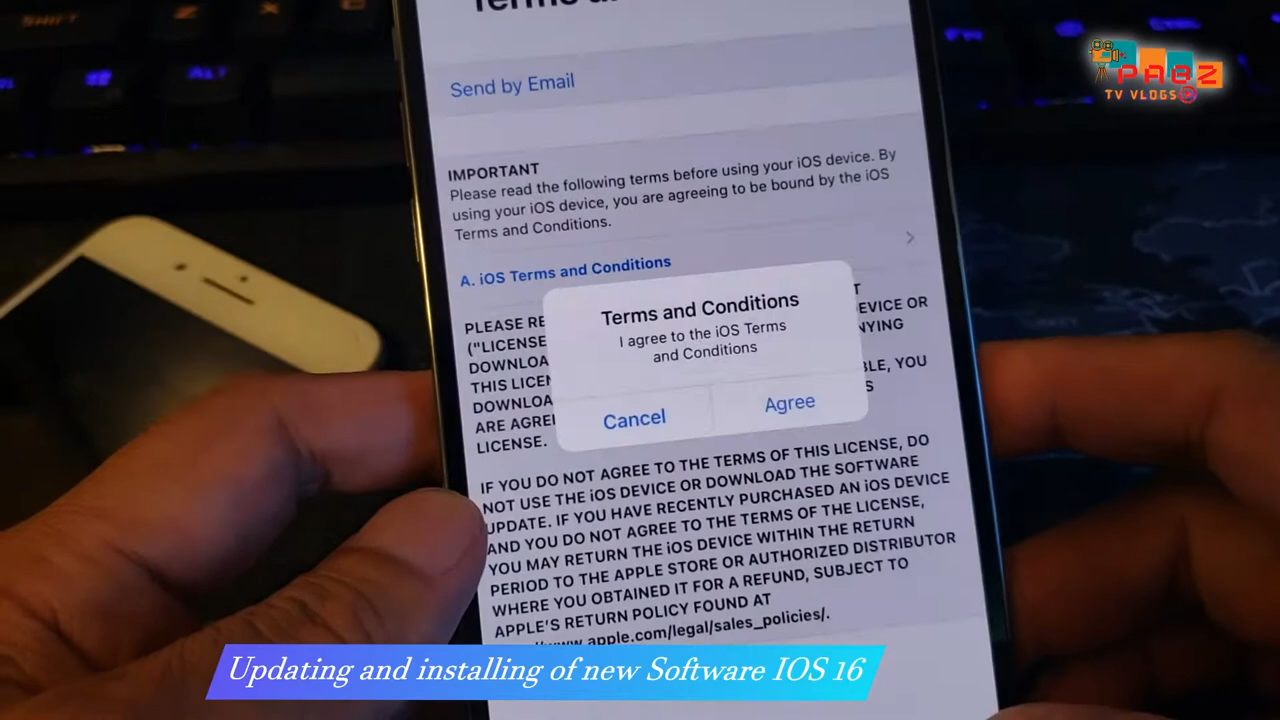 SHIFT
Z
X
C
ALT
FN
CTRL
PABZ
TV VLOGS
Send by Email
IMPORTANT
Please read the following terms before using your iOS device. By
using your iOS device, you are agreeing to be bound by the iOS
Terms and Conditions.
A. iOS Terms and Conditions
PLEASE RE
EVICE OR
("LICENSE
NYING
DOWNLOA
THIS LICEN
BLE, YOU
DOWNLOA
ARE AGREE
LICENSE.
Terms and Conditions
I agree to the iOS Terms
and Conditions
Cancel
Agree
IF YOU DO NOT AGREE TO THE TERMS OF THIS LICENSE, DO
NOT USE THE iOS DEVICE OR DOWNLOAD THE SOFTWARE
UPDATE. IF YOU HAVE RECENTLY PURCHASED AN iOS DEVICE
AND YOU DO NOT AGREE TO THE TERMS OF THE LICENSE,
YOU MAY RETURN THE iOS DEVICE WITHIN THE RETURN
PERIOD TO THE APPLE STORE OR AUTHORIZED DISTRIBUTOR
WHERE YOU OBTAINED IT FOR A REFUND, SUBJECT TO
APPLE'S RETURN POLICY FOUND AT
www.apple.com/legal/sales_policies/.
Updating and installing of new Software IOS 16